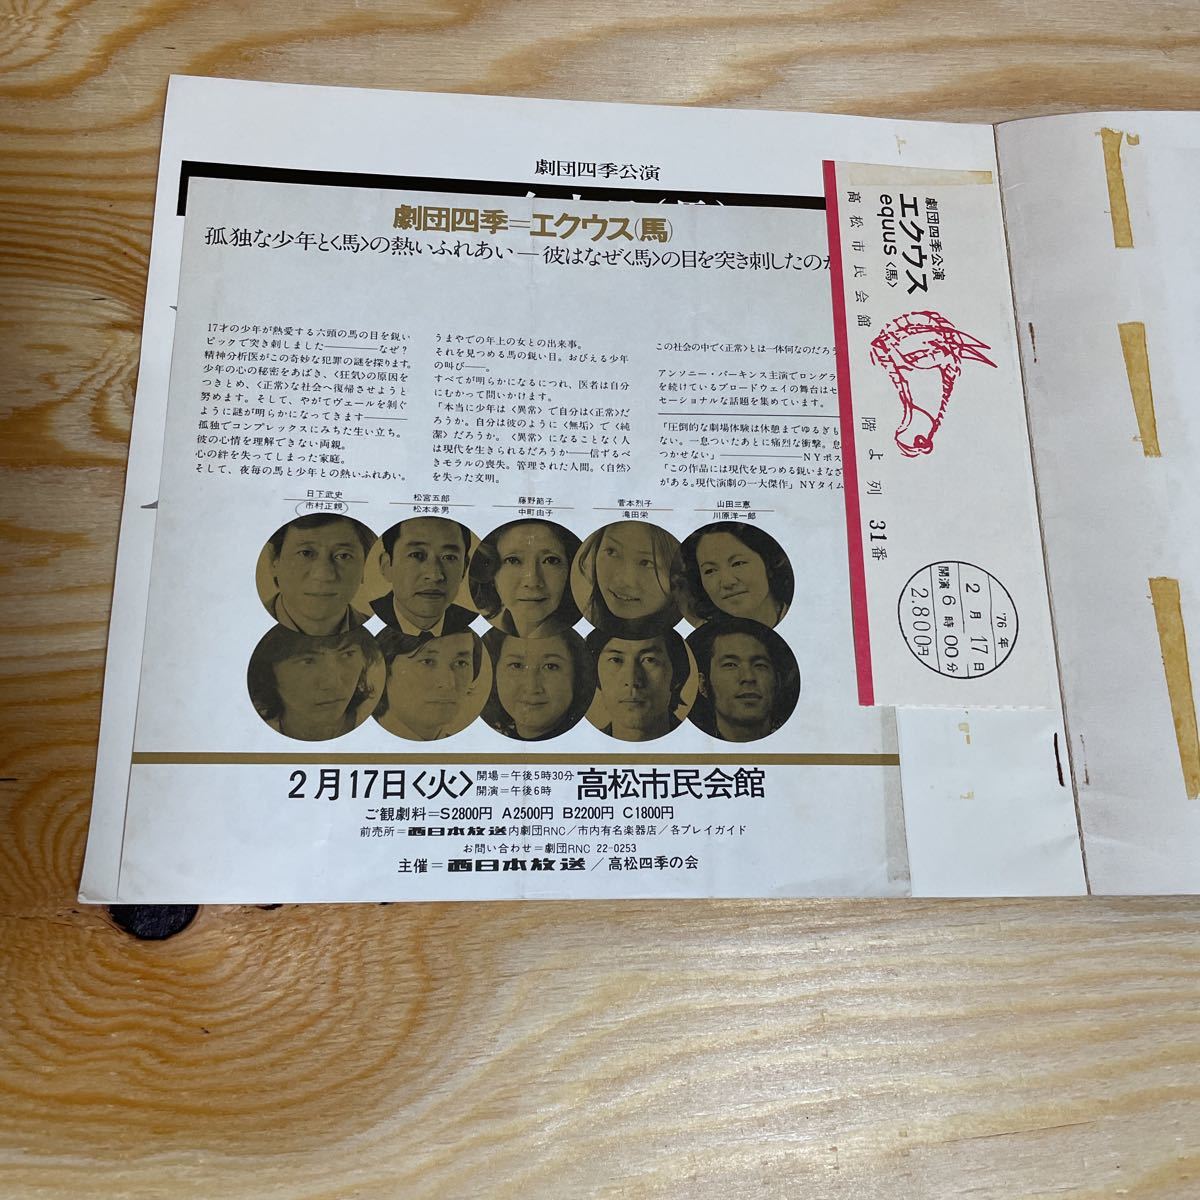 劇団四季公演
劇団四季=エクウス(馬)
孤独な少年と〈馬〉の熱いふれあい―彼はなぜ〈馬〉の目を突き刺したのか
17才の少年が熱愛する六頭の馬の目を鋭い
ピックで突き刺しました―――なぜ?
精神分析医がこの奇妙な犯罪の謎を探ります。
少年の心の秘密をあばき、〈狂気〉の原因を
つきとめ、〈正常〉な社会へ復帰させようと
努めます。そして、やがてヴェールを剝ぐ
ように謎が明らかになってきます―――
孤独でコンプレックスにみちた生い立ち。
彼の心情を理解できない両親。
心の絆を失ってしまった家庭。
そして、夜毎の馬と少年との熱いふれあい。
うまやでの年上の女との出来事。
それを見つめる馬の鋭い目。おびえる少年
の叫び―。
すべてが明らかになるにつれ、医者は自分
にむかって問いかけます。
「本当に少年は〈異常〉で自分は〈正常〉だ
ろうか。自分は彼のように〈無垢〉で〈純
潔〉だろうか。〈異常〉になることなく人
は現代を生きられるだろうか―信ずるべ
きモラルの喪失。管理された人間。〈自然〉
を失った文明。
この社会の中で〈正常〉とは一体何なのだろう
アンソニー・パーキンス主演でロングラ
を続けているブロードウェイの舞台はセ
セーショナルな話題を集めています。
「圧倒的な劇場体験は休憩までゆるぎも
ない。一息ついたあとに痛烈な衝撃。息
つかせない」――NYポス
「この作品には現代を見つめる鋭いまなざ
がある。現代演劇の一大傑作」NYタイム
日下武史 松宮五郎 藤野節子 菅本烈子 山田三恵
市村正親 松本幸男 中町由子 滝田栄 川原洋一郎
2月17日〈火〉 開場=午後5時30分 開演=午後6時 高松市民会館
ご観劇料=S2800円 A2500円 B2200円 C1800円
前売所=西日本放送内劇団RNC/市内有名楽器店/各プレイガイド
お問い合わせ=劇団RNC 22-0253
主催=西日本放送/高松四季の会
劇団四季公演
エクウス
equus〈馬〉
高松市民会館
階よ列 31番
'76年
2月17日
開演6時00分
2,800円